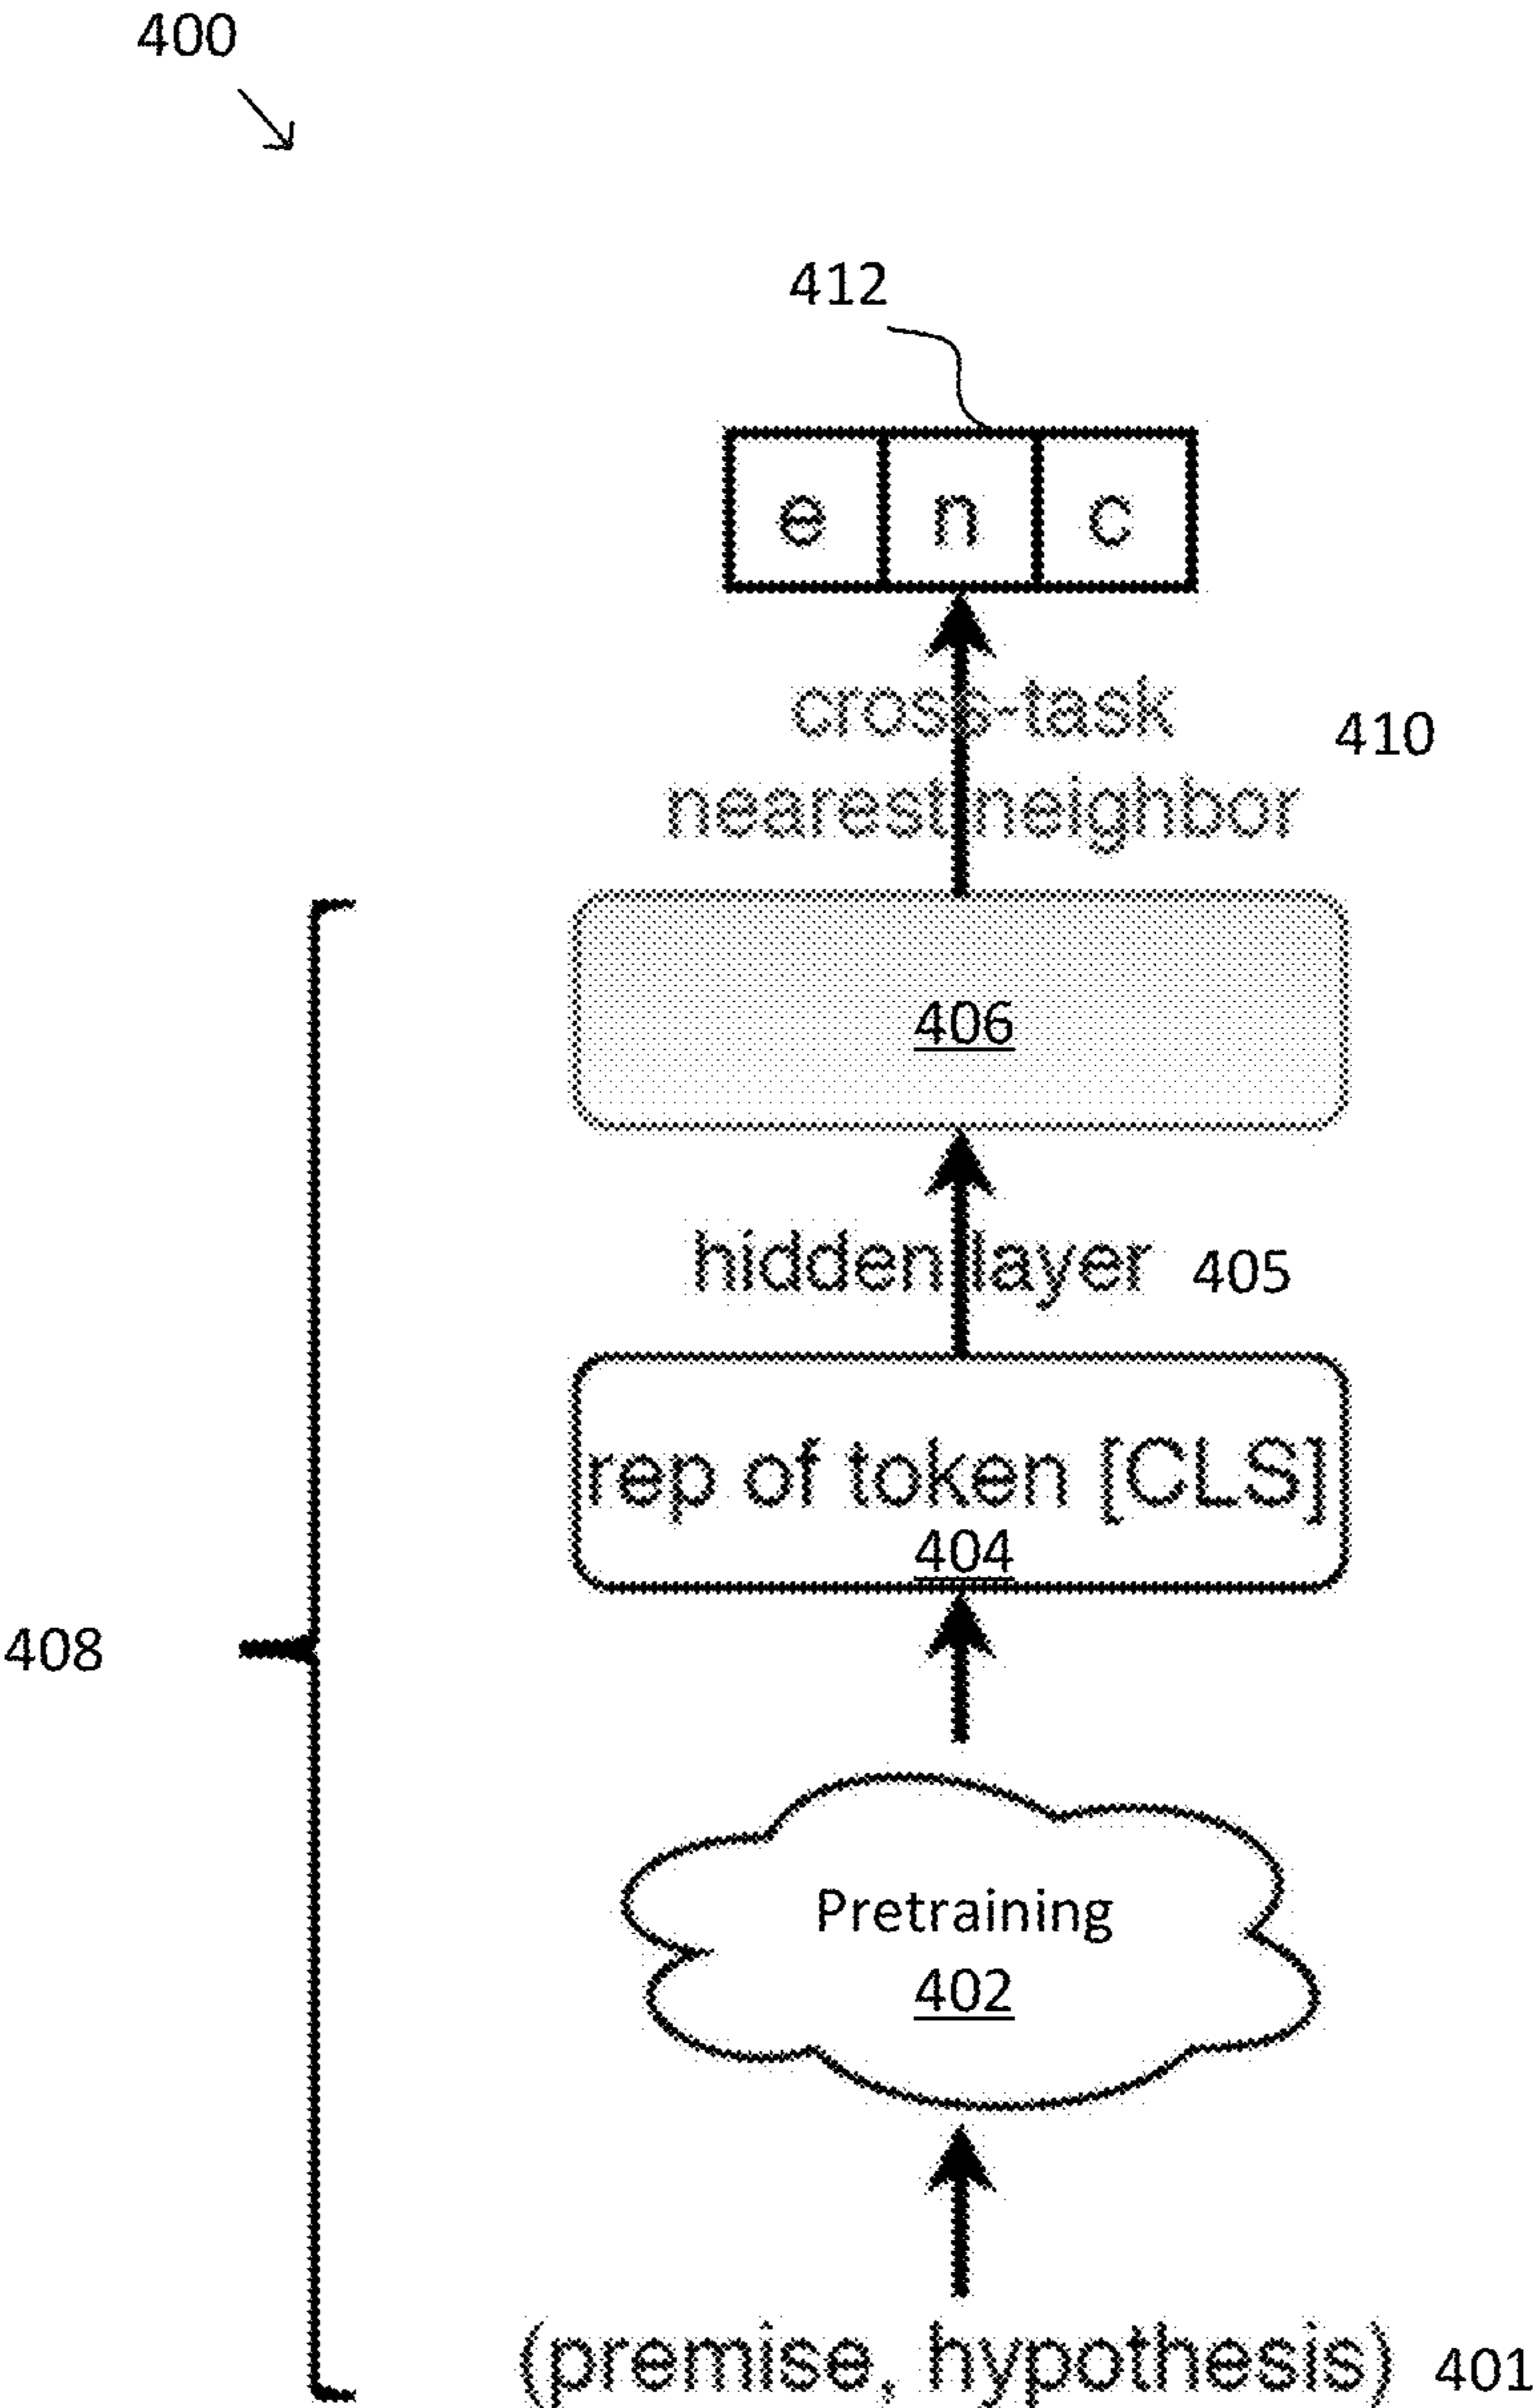 400
412
e n c
cross-task
nearest neighbor
410
406
hidden layer 405
rep of token [CLS]
404
408
Pretraining
402
(premise, hypothesis) 401